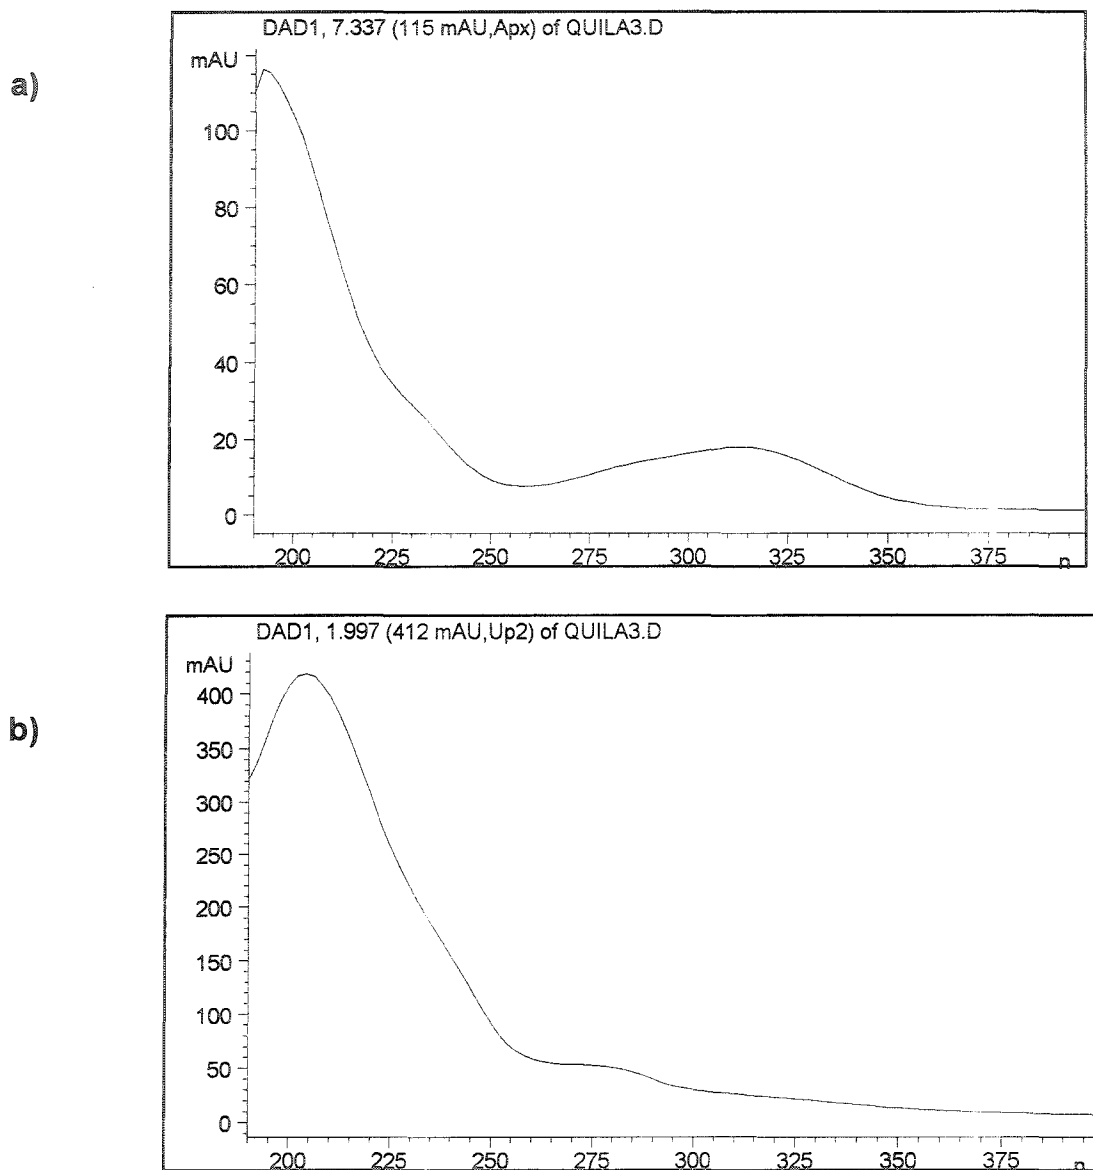 a)
DAD1, 7.337 (115 mAU,Apx) of QUILA3.D
mAU
100
80
60
40
20
0
200 225 250 275 300 325 350 375 n
b)
DAD1, 1.997 (412 mAU,Up2) of QUILA3.D
mAU
400
350
300
250
200
150
100
50
0
200 225 250 275 300 325 350 375 n